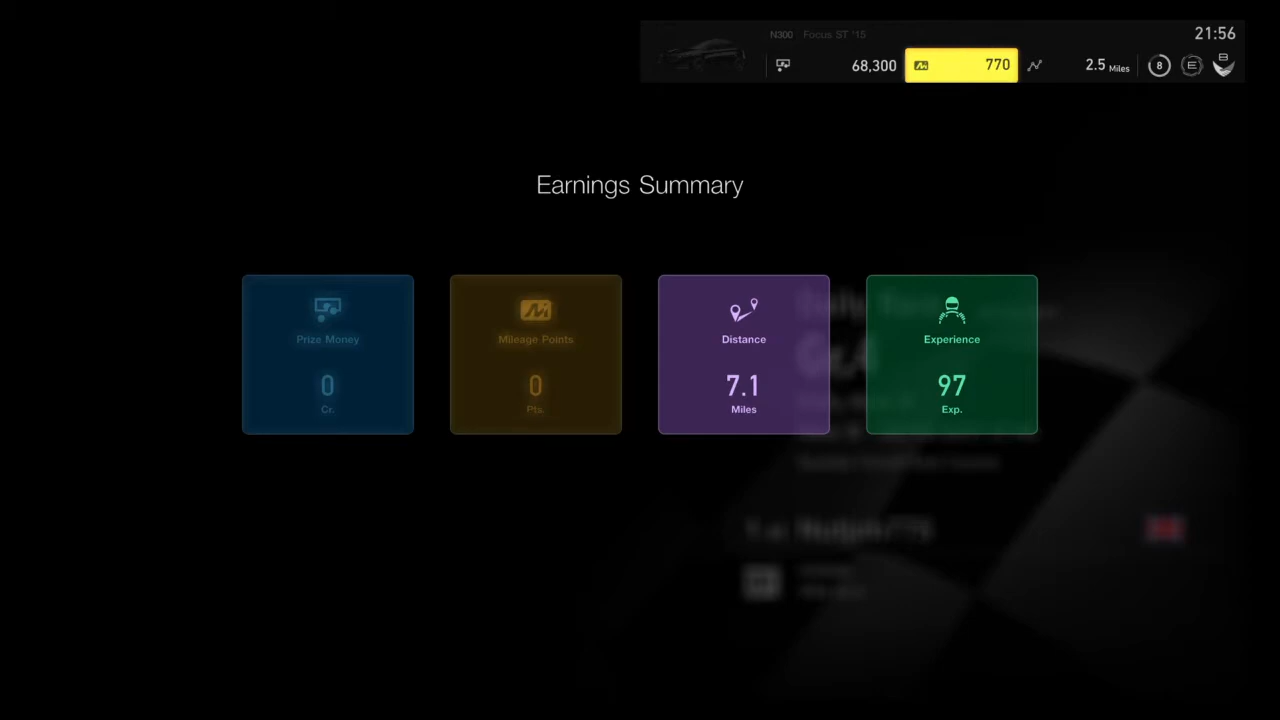 21:56
N300 Focus ST '15
68,300 770 2.5 Miles 8 E B
Earnings Summary
Prize Money Mileage Points Distance Experience
0 0 7.1 97
Cr. Pts. Miles Exp.